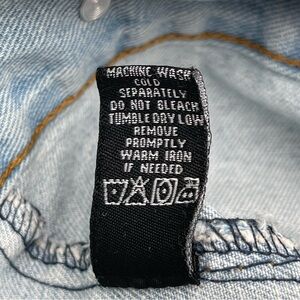 MACHINE WASH
COLD
SEPARATELY
DO NOT BLEACH
TUMBLE DRY LOW
REMOVE
PROMPTLY
WARM IRON
IF NEEDED